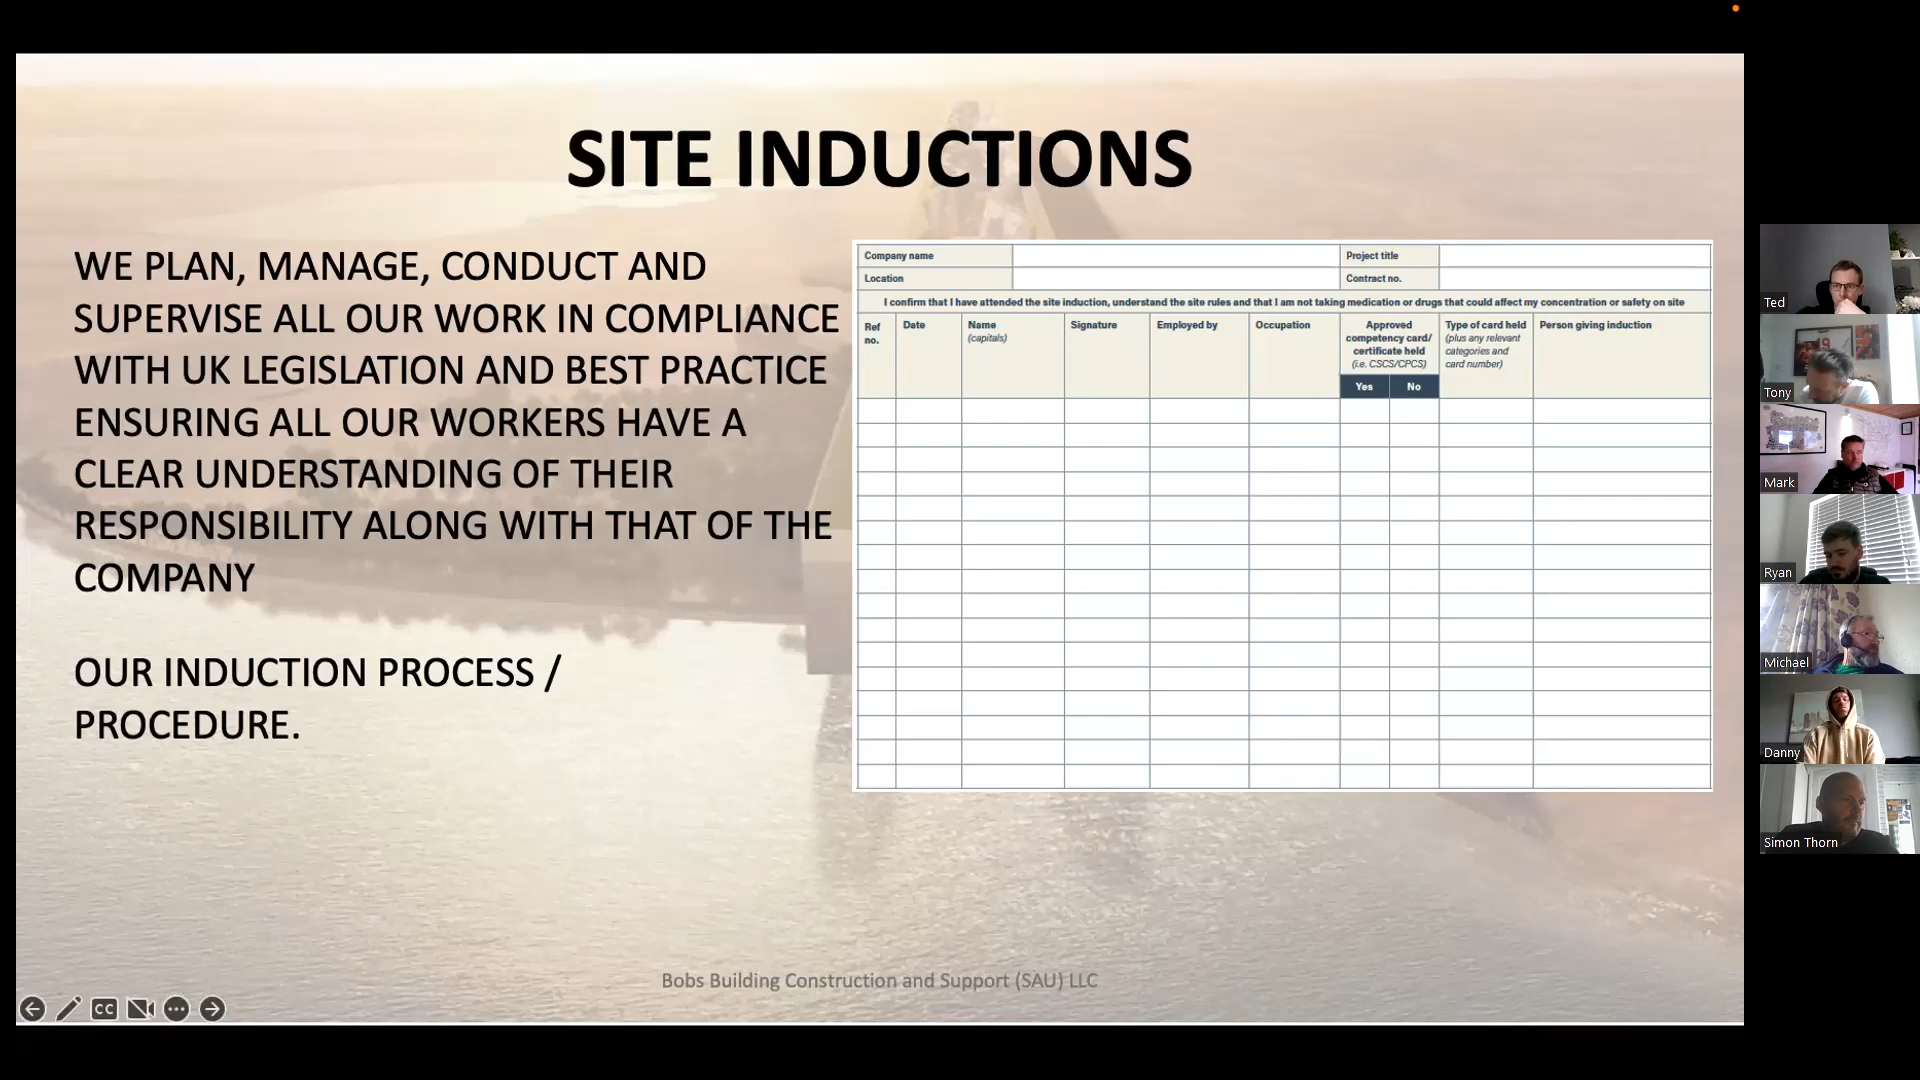 SITE INDUCTIONS
WE PLAN, MANAGE, CONDUCT AND
SUPERVISE ALL OUR WORK IN COMPLIANCE
WITH UK LEGISLATION AND BEST PRACTICE
ENSURING ALL OUR WORKERS HAVE A
CLEAR UNDERSTANDING OF THEIR
RESPONSIBILITY ALONG WITH THAT OF THE
COMPANY
OUR INDUCTION PROCESS /
PROCEDURE.
Company name
Project title
Location
Contract no.
I confirm that I have attended the site induction, understand the site rules and that I am not taking medication or drugs that could affect my concentration or safety on site
Ref
no.
Date
Name
(capitals)
Signature
Employed by
Occupation
Approved
competency card/
certificate held
(i.e. CSCS/CPCS)
Yes
No
Type of card held
(plus any relevant
categories and
card number)
Person giving induction
Bobs Building Construction and Support (SAU) LLC
CC
Ted
Tony
Mark
Ryan
Michael
Danny
Simon Thorn